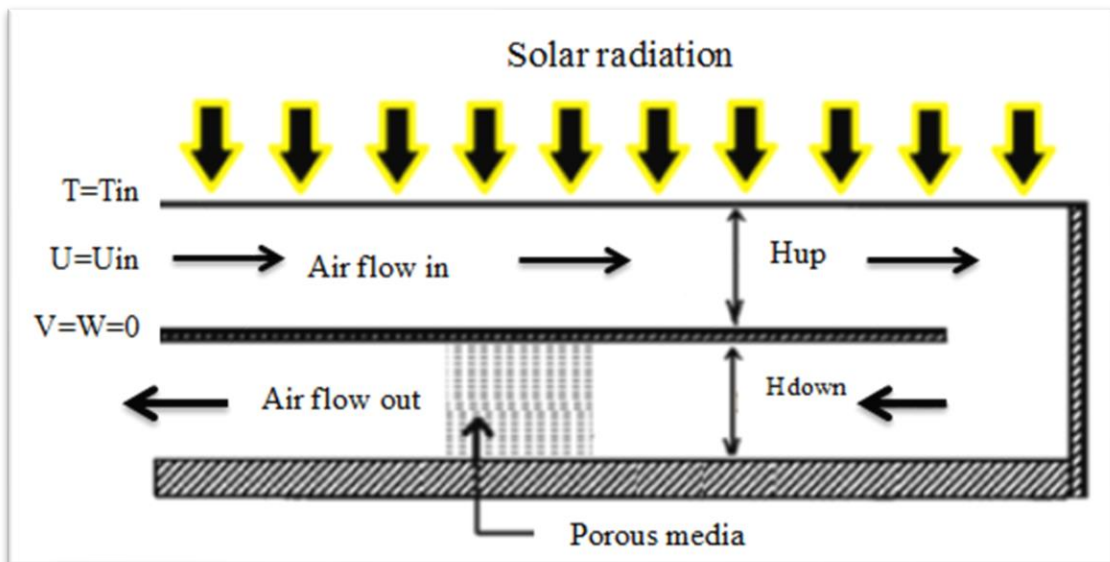 Solar radiation
T=Tin
U=Uin
Air flow in
Hup
V=W=0
Air flow out
Hdown
Porous media